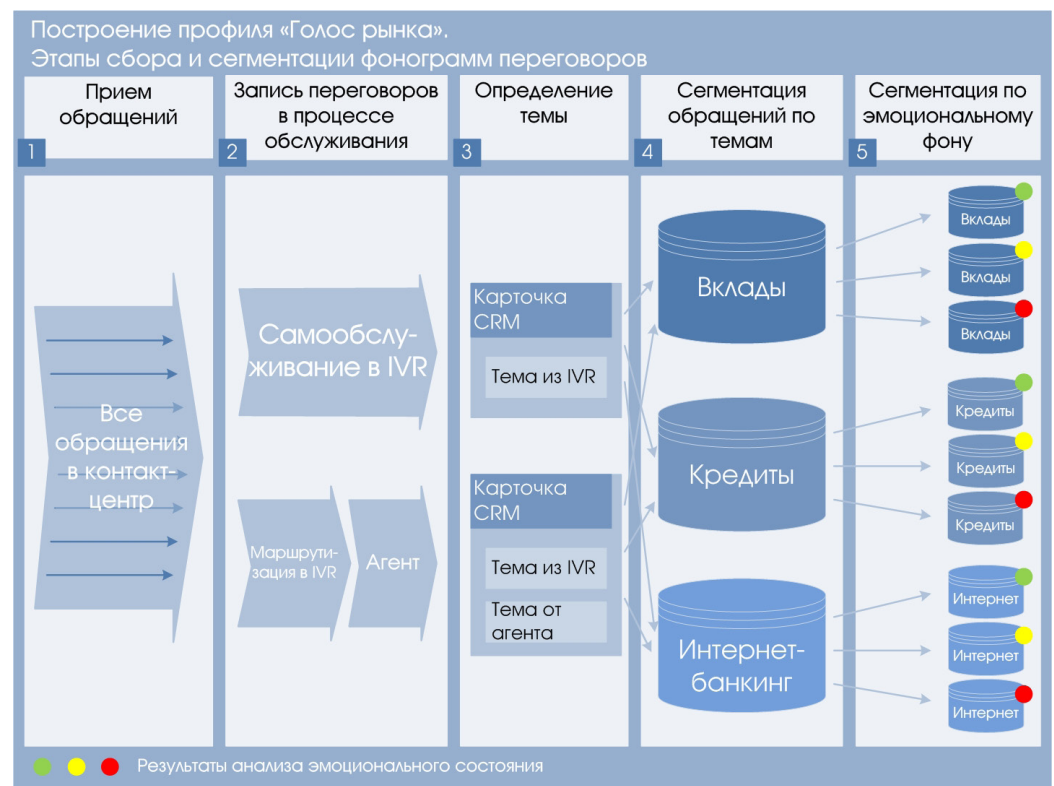 Построение профиля «Голос рынка».
Этапы сбора и сегментации фонограмм переговоров
Прием
обращений
1
Запись переговоров
в процессе
обслуживания
2
Определение
темы
3
Сегментация
обращений по
темам
4
Сегментация по
эмоциональному
фону
5
Все
обращения
в контакт-
центр
Самообслу-
живание в IVR
Маршрути-
зация в IVR
Агент
Карточка
CRM
Тема из IVR
Карточка
CRM
Тема из IVR
Тема от
агента
Вклады
Кредиты
Интернет-
банкинг
Вклады
Вклады
Вклады
Кредиты
Кредиты
Кредиты
Интернет
Интернет
Интернет
Результаты анализа эмоционального состояния